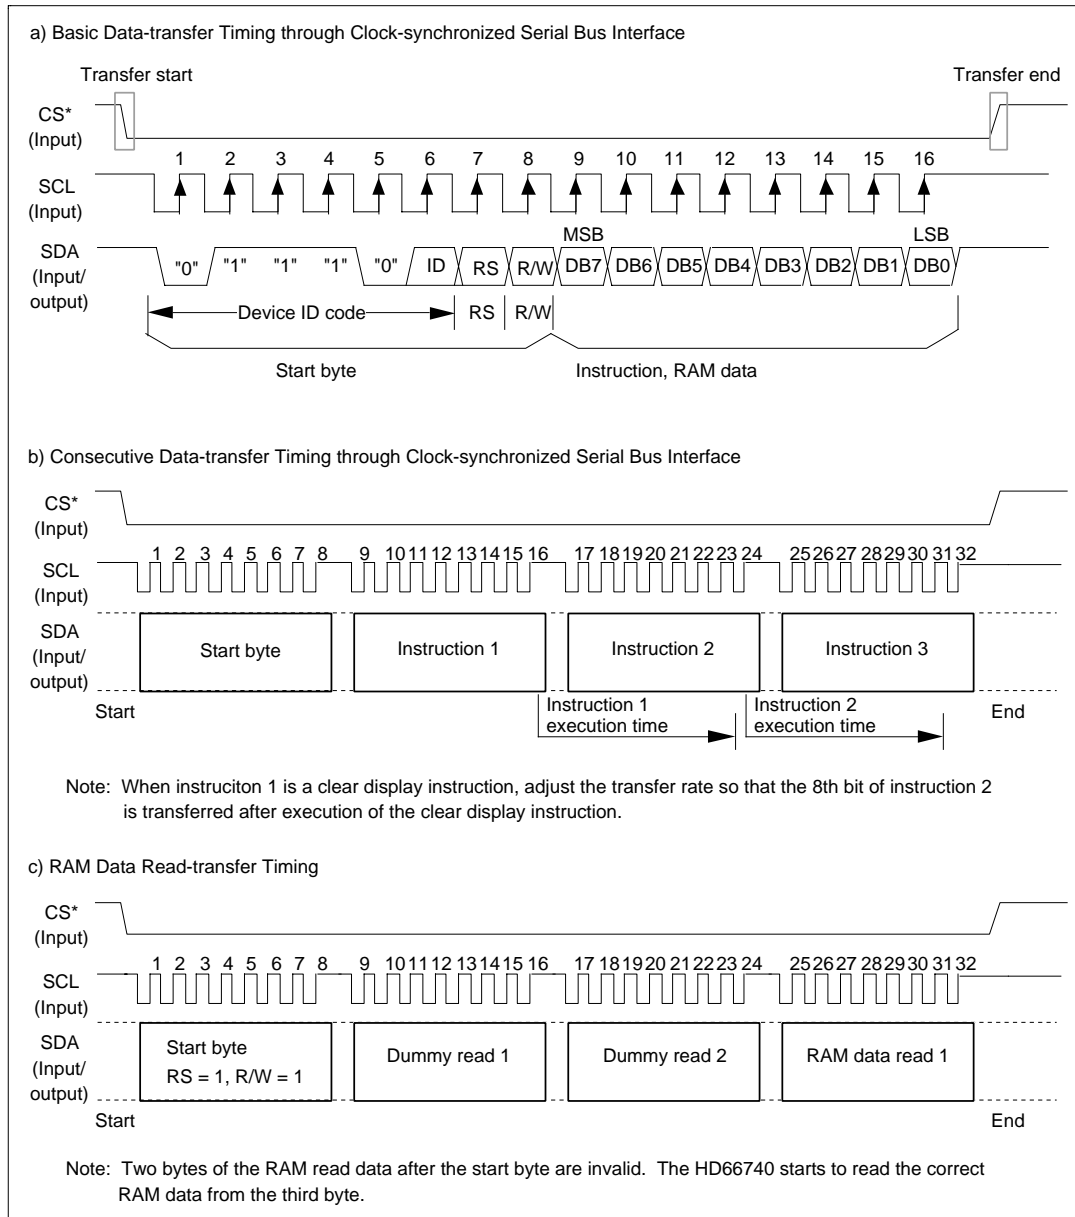 a) Basic Data-transfer Timing through Clock-synchronized Serial Bus Interface
Transfer start
Transfer end
CS*
(Input)
1 2 3 4 5 6 7 8 9 10 11 12 13 14 15 16
SCL
(Input)
MSB
LSB
SDA
(Input/
output)
"0" "1" "1" "1" "0" ID RS R/W DB7 DB6 DB5 DB4 DB3 DB2 DB1 DB0
Device ID code RS R/W
Start byte
Instruction, RAM data
b) Consecutive Data-transfer Timing through Clock-synchronized Serial Bus Interface
CS*
(Input)
1 2 3 4 5 6 7 8 9 10 11 12 13 14 15 16 17 18 19 20 21 22 23 24 25 26 27 28 29 30 31 32
SCL
(Input)
SDA
(Input/
output)
Start byte
Instruction 1
Instruction 2
Instruction 3
Start
Instruction 1
execution time
Instruction 2
execution time
End
Note: When instruciton 1 is a clear display instruction, adjust the transfer rate so that the 8th bit of instruction 2
is transferred after execution of the clear display instruction.
c) RAM Data Read-transfer Timing
CS*
(Input)
1 2 3 4 5 6 7 8 9 10 11 12 13 14 15 16 17 18 19 20 21 22 23 24 25 26 27 28 29 30 31 32
SCL
(Input)
SDA
(Input/
output)
Start byte
RS = 1, R/W = 1
Dummy read 1
Dummy read 2
RAM data read 1
Start
End
Note: Two bytes of the RAM read data after the start byte are invalid. The HD66740 starts to read the correct
RAM data from the third byte.